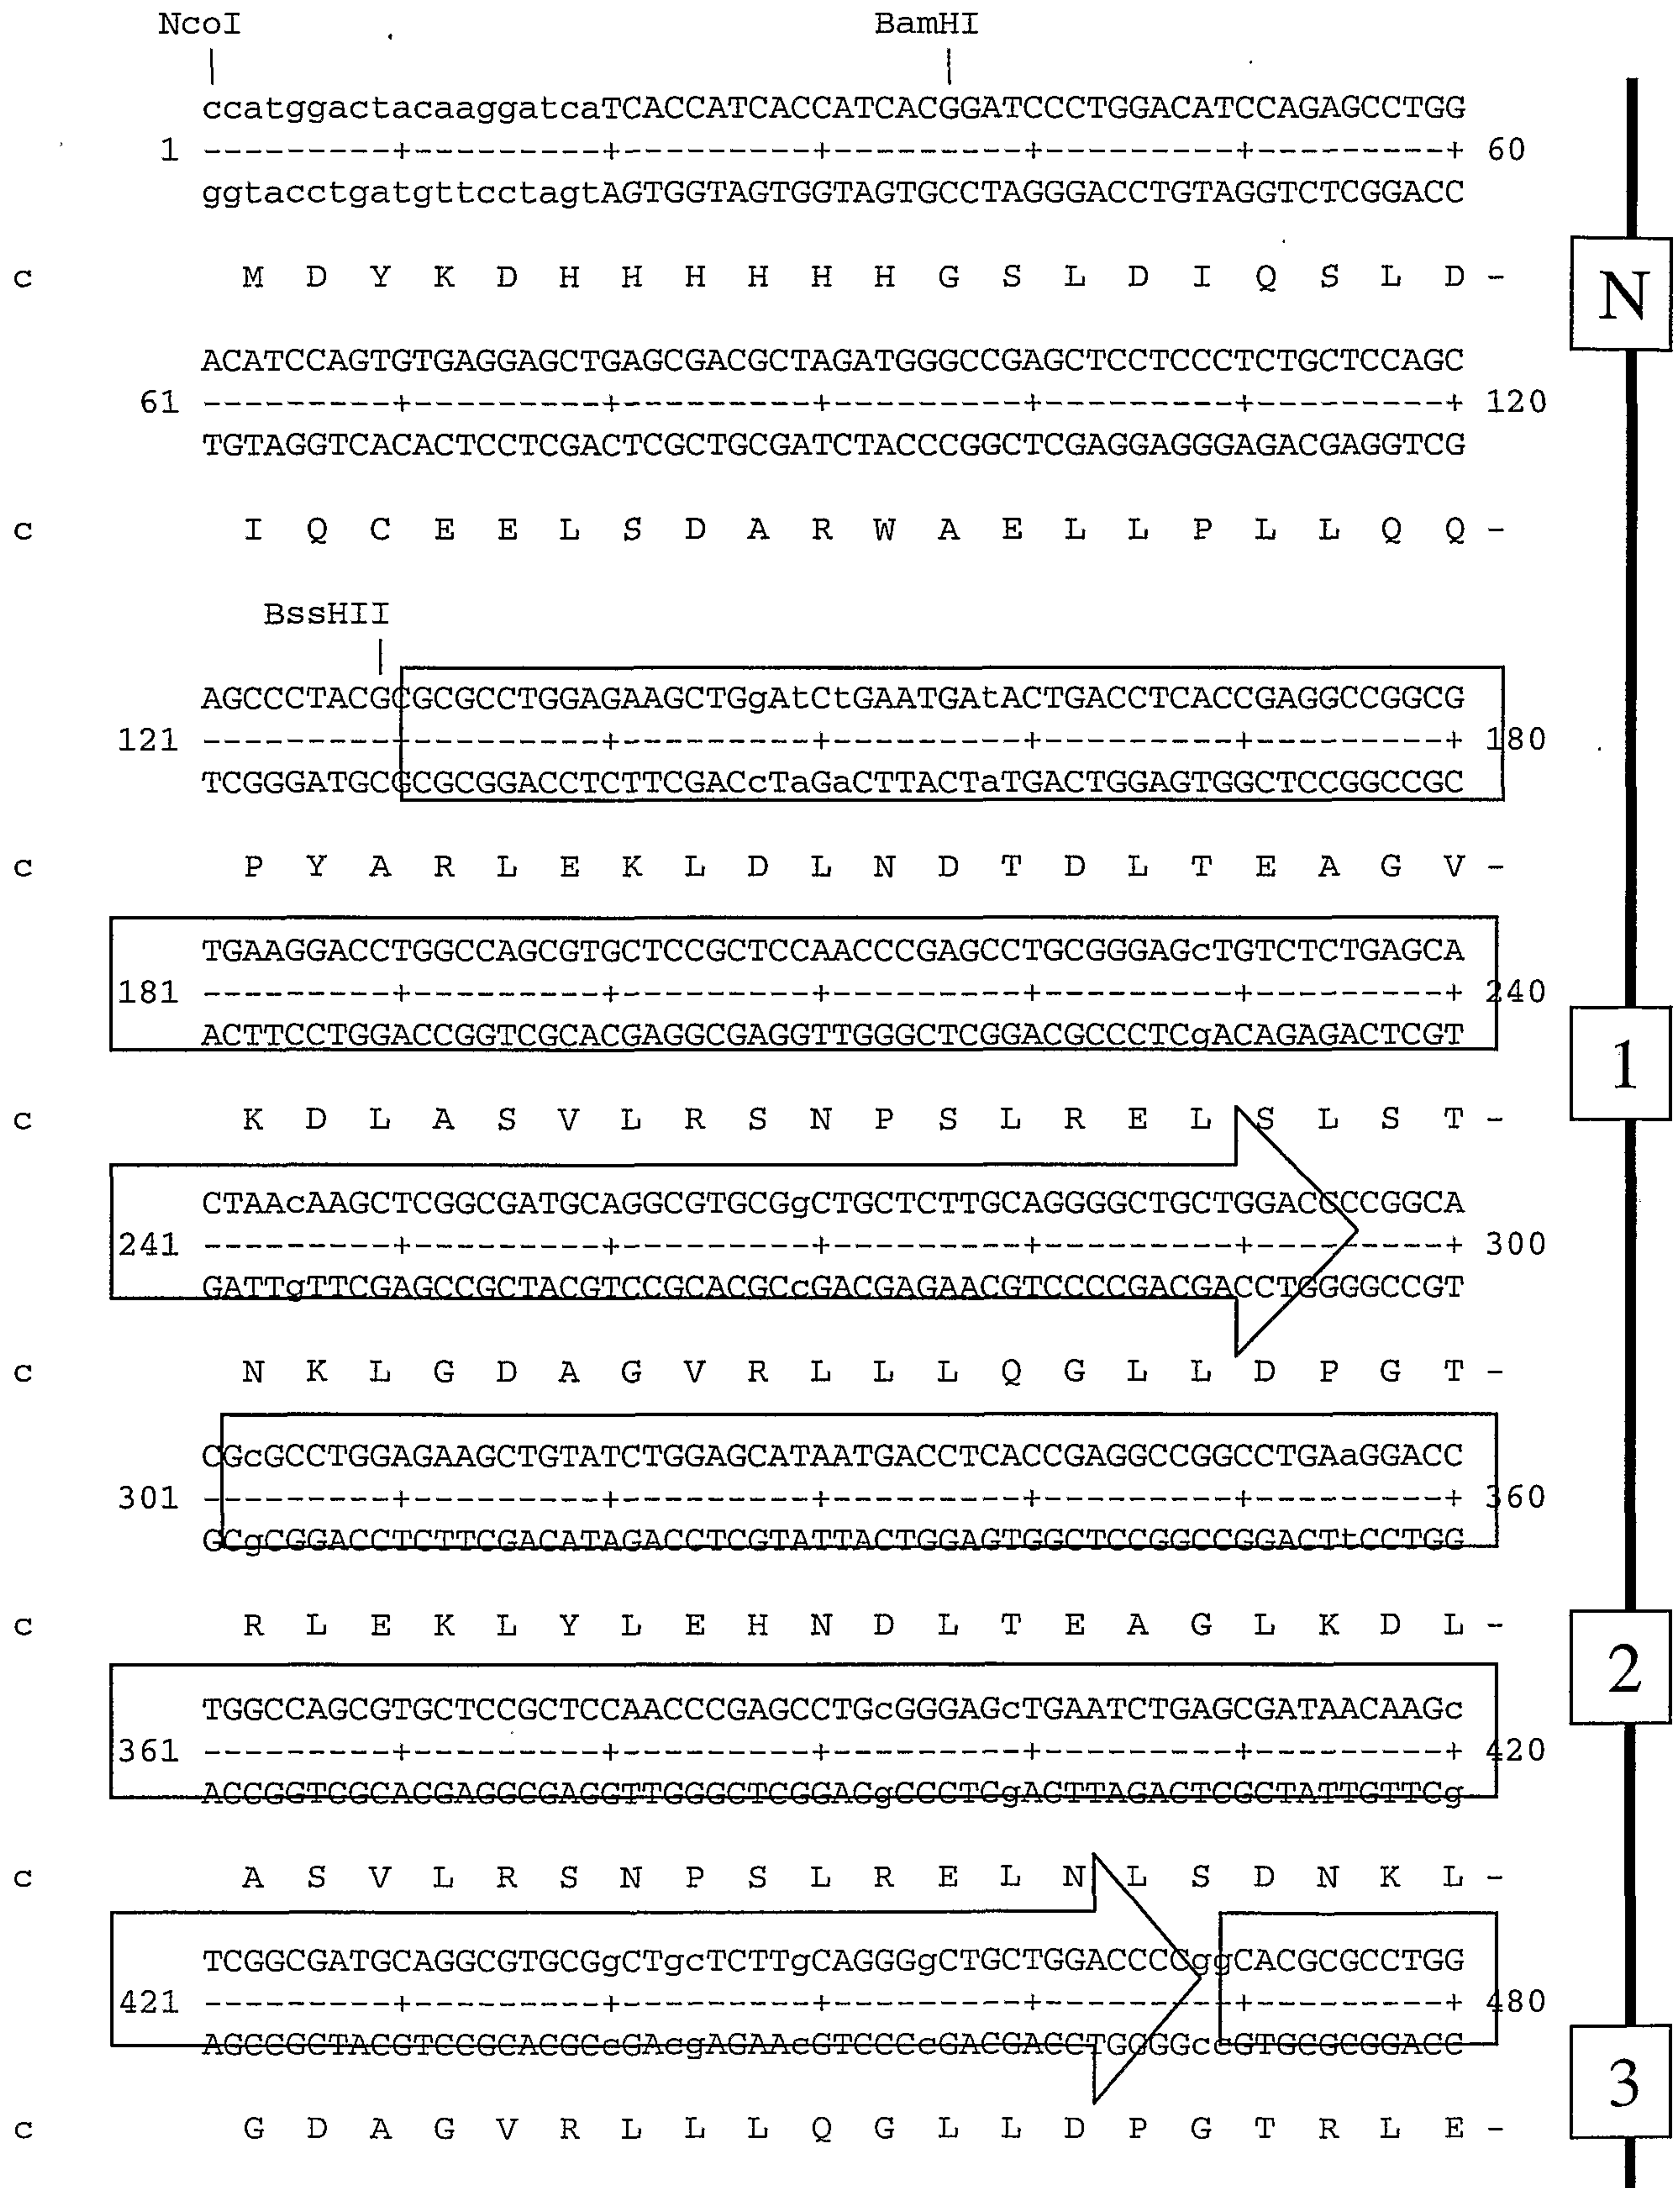 NcoI BamHI
ccatggactacaaggatcaTCACCATCACCATCACGGATCCCTGGACATCCAGAGCCTGG
1 ---------+---------+---------+---------+---------+---------+ 60
ggtacctgatgttcctagtAGTGGTAGTGGTAGTGCCTAGGGACCTGTAGGTCTCGGACC
N
c M D Y K D H H H H H H G S L D I Q S L D -
ACATCCAGTGTGAGGAGCTGAGCGACGCTAGATGGGCCGAGCTCCTCCCTCTGCTCCAGC
61 ---------+---------+---------+---------+---------+---------+ 120
TGTAGGTCACACTCCTCGACTCGCTGCGATCTACCCGGCTCGAGGAGGGAGACGAGGTCG
c I Q C E E L S D A R W A E L L P L L Q Q -
BssHII
AGCCCTACGCGCGCCTGGAGAAGCTGgAtCtGAATGAtACTGACCTCACCGAGGCCGGCG
121 ---------+---------+---------+---------+---------+---------+ 180
TCGGGATGCGCGCGGACCTCTTCGACcTaGaCTTACTaTGACTGGAGTGGCTCCGGCCGC
c P Y A R L E K L D L N D T D L T E A G V -
TGAAGGACCTGGCCAGCGTGCTCCGCTCCAACCCGAGCCTGCGGGAGcTGTCTCTGAGCA
181 ---------+---------+---------+---------+---------+---------+ 240
ACTTCCTGGACCGGTCGCACGAGGCGAGGTTGGGCTCGGACGCCCTCgACAGAGACTCGT
1
c K D L A S V L R S N P S L R E L S L S T -
CTAAcAAGCTCGGCGATGCAGGCGTGCGgCTGCTCTTGCAGGGGCTGCTGGACCCCGGCA
241 ---------+---------+---------+---------+---------+---------+ 300
GATTgTTCGAGCCGCTACGTCCGCACGCcGACGAGAACGTCCCCGACGACCTGGGGCCGT
c N K L G D A G V R L L L Q G L L D P G T -
CGcGCCTGGAGAAGCTGTATCTGGAGCATAATGACCTCACCGAGGCCGGCCTGAaGGACC
301 ---------+---------+---------+---------+---------+---------+ 360
GCgCGGACCTCTTCGACATAGACCTCGTATTACTGGAGTGGCTCCGGCCGGACTtCCTGG
c R L E K L Y L E H N D L T E A G L K D L -
2
TGGCCAGCGTGCTCCGCTCCAACCCGAGCCTGcGGGAGcTGAATCTGAGCGATAACAAGc
361 ---------+---------+---------+---------+---------+---------+ 420
ACCGGTCGCACGAGGCGAGGTTGGGCTCGGACgCCCTCgACTTAGACTCGCTATTGTTCg
c A S V L R S N P S L R E L N L S D N K L -
TCGGCGATGCAGGCGTGCGgCTgcTCTTgCAGGGgCTGCTGGACCCCggCACGCGCCTGG
421 ---------+---------+---------+---------+---------+---------+ 480
AGCCGCTACGTCCGCACGCcGAcgAGAAcGTCCCcGACGACCTGGGGccGTGCGCGGACC
3
c G D A G V R L L L Q G L L D P G T R L E -